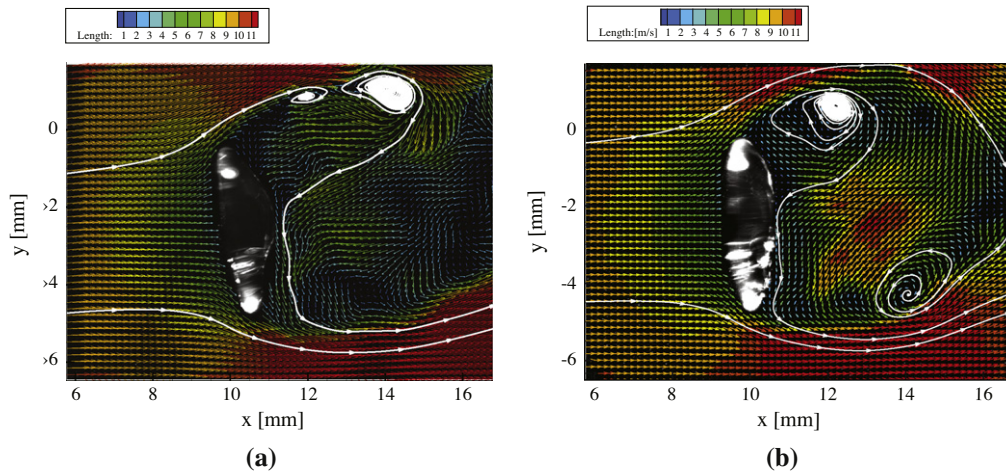 Length: 1 2 3 4 5 6 7 8 9 10 11
Length:[m/s] 1 2 3 4 5 6 7 8 9 10 11
y [mm]
0
›2
›4
›6
6 8 10 12 14 16
x [mm]
(a)
y [mm]
0
-2
-4
-6
6 8 10 12 14 16
x [mm]
(b)